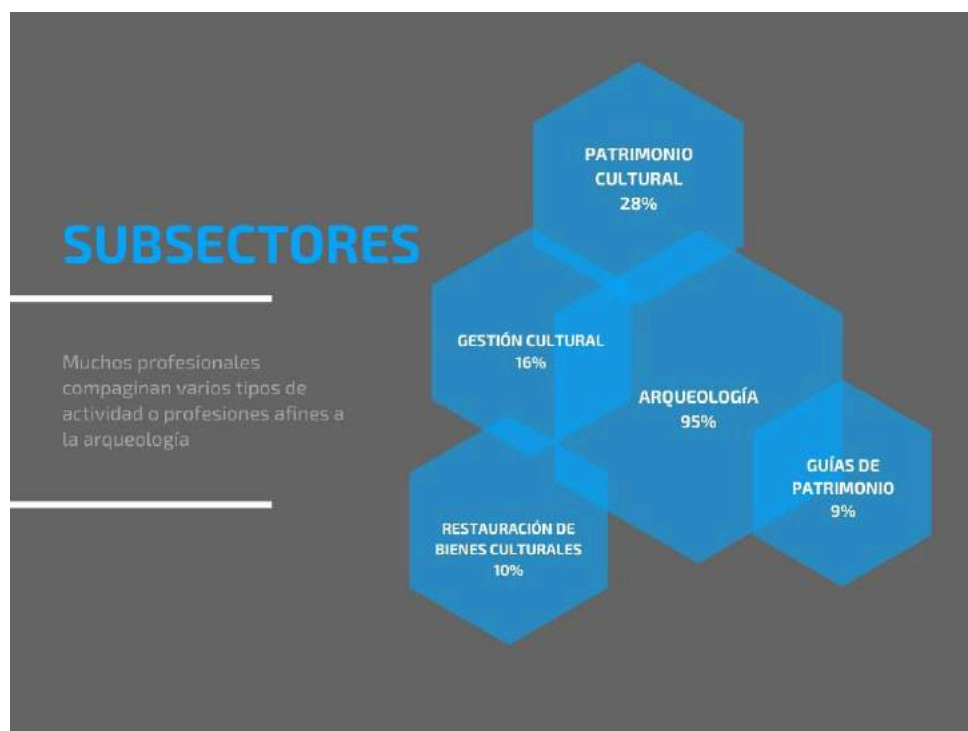 SUBSECTORES
Muchos profesionales
compaginan varios tipos de
actividad o profesiones afines a
la arqueología
PATRIMONIO
CULTURAL
28%
GESTIÓN CULTURAL
16%
ARQUEOLOGÍA
95%
GUÍAS DE
PATRIMONIO
9%
RESTAURACIÓN DE
BIENES CULTURALES
10%